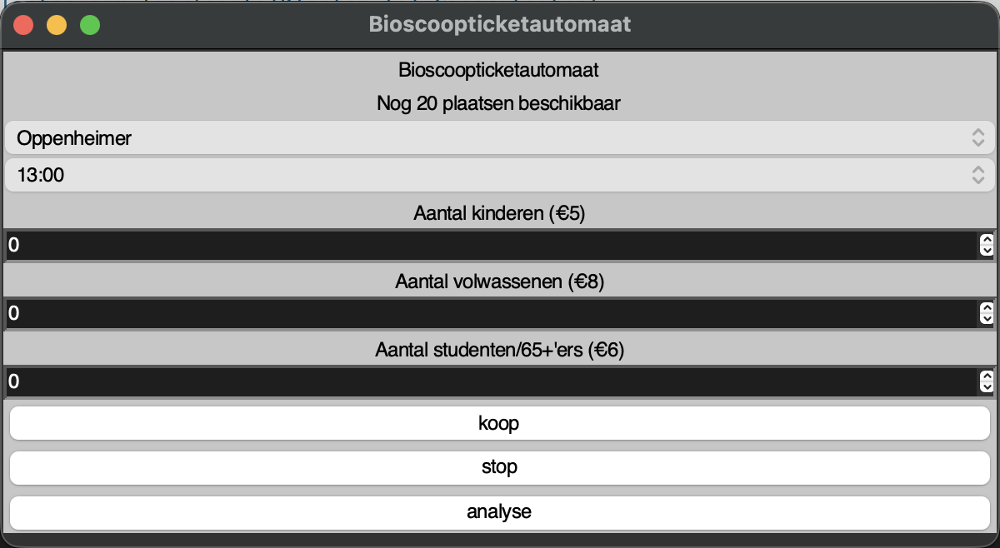 Bioscoopticketautomaat
Bioscoopticketautomaat
Nog 20 plaatsen beschikbaar
Oppenheimer
13:00
Aantal kinderen (€5)
0
Aantal volwassenen (€8)
0
Aantal studenten/65+'ers (€6)
0
koop
stop
analyse